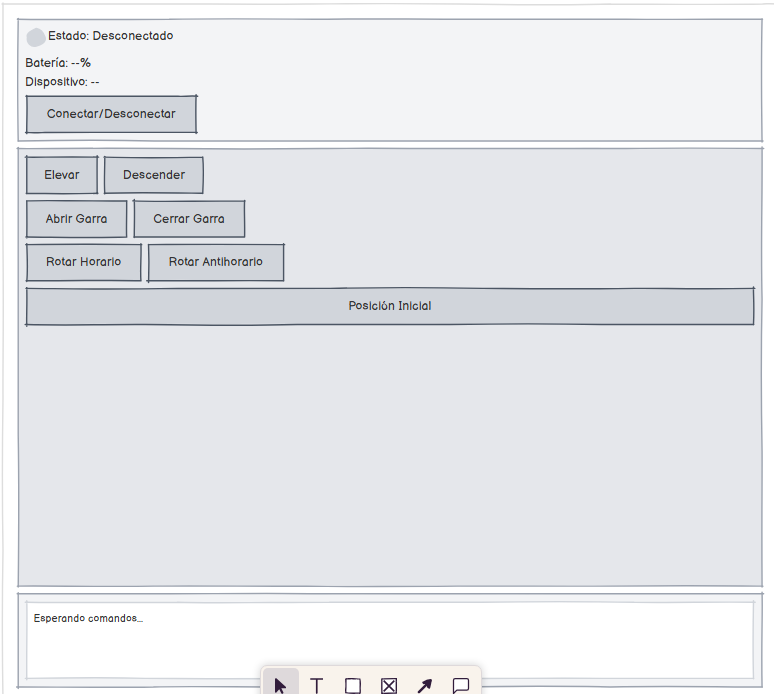 Estado: Desconectado
Batería: --%
Dispositivo: --
Conectar/Desconectar
Elevar Descender
Abrir Garra Cerrar Garra
Rotar Horario Rotar Antihorario
Posición Inicial
Esperando comandos...
T